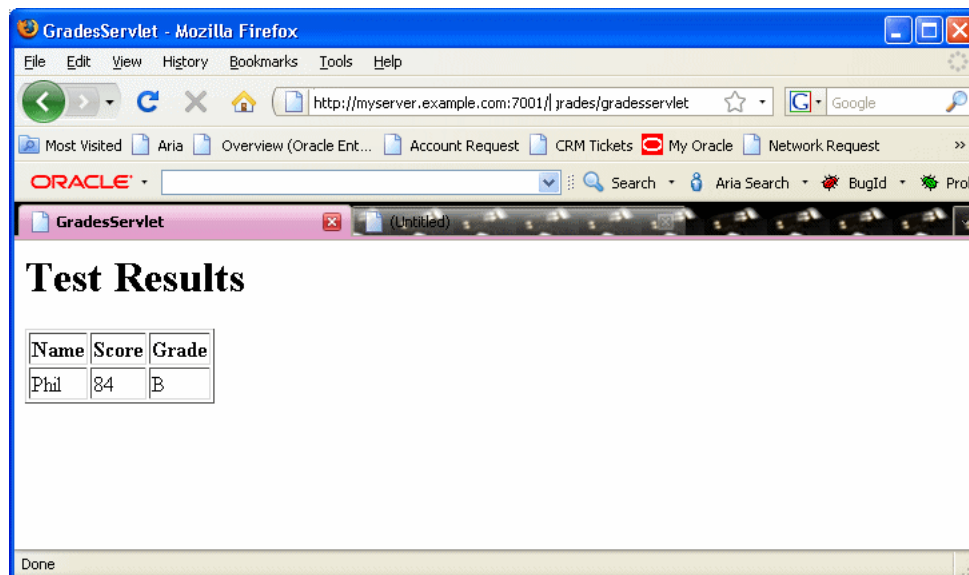 GradesServlet - Mozilla Firefox
File Edit View History Bookmarks Tools Help
http://myserver.example.com:7001/ grades/gradesservlet G Google
Most Visited Aria Overview (Oracle Ent... Account Request CRM Tickets My Oracle Network Request »
ORACLE Search Aria Search BugId
GradesServlet (Untitled)
Test Results
Name Score Grade
Phil 84 B
Done